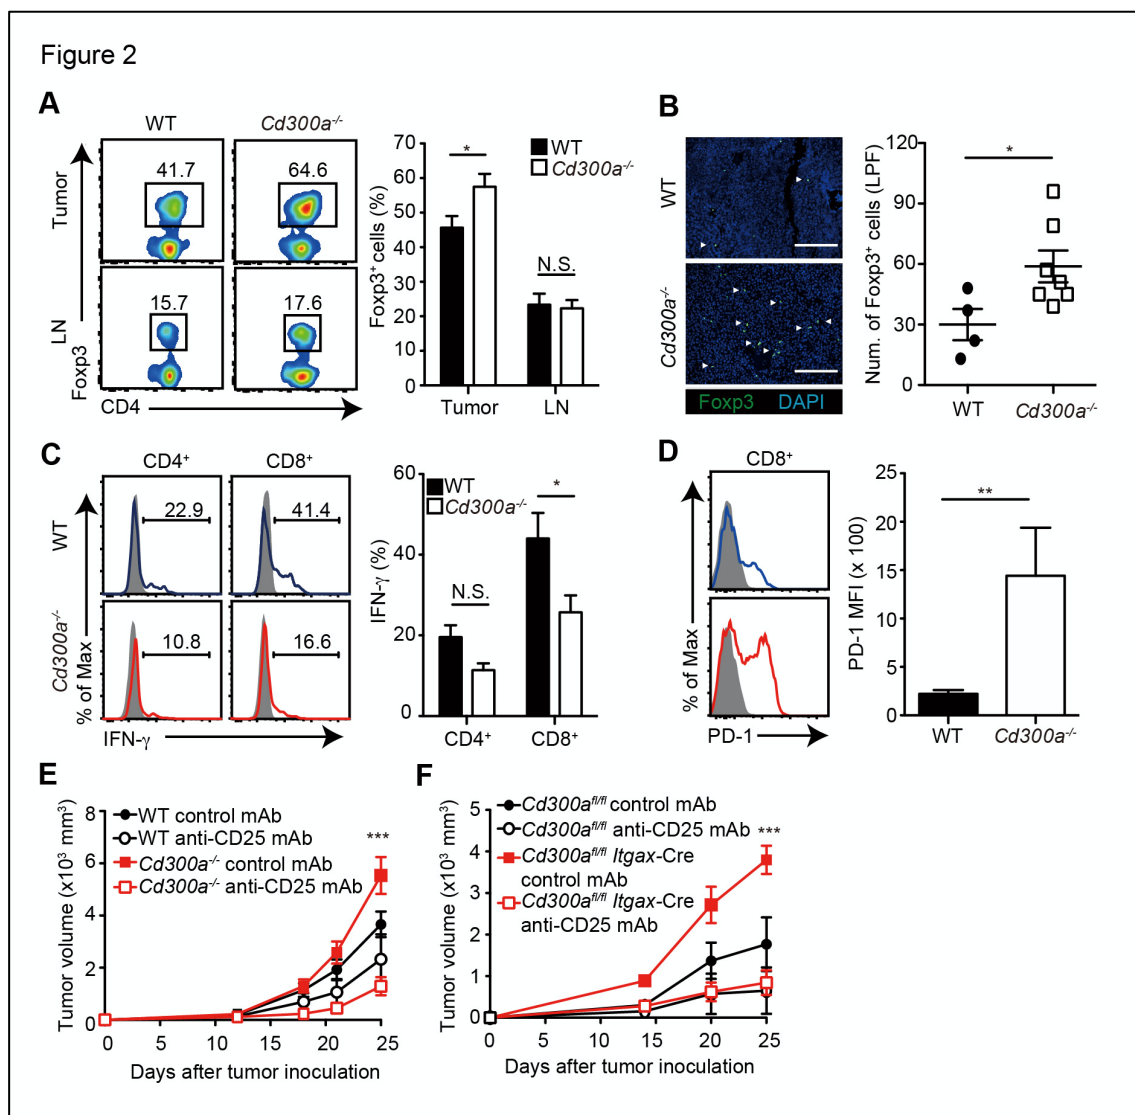 Figure 2
A
WT
Cd300a-/-
Tumor
41.7
64.6
LN
15.7
17.6
Foxp3
CD4
Foxp3+ cells (%)
70
60
50
40
30
20
10
0
*
N.S.
WT
Cd300a-/-
Tumor
LN
B
WT
Cd300a-/-
Foxp3
DAPI
Num. of Foxp3+ cells (LPF)
120
90
60
30
0
*
WT
Cd300a-/-
C
CD4+
CD8+
WT
22.9
41.4
Cd300a-/-
10.8
16.6
% of Max
IFN-γ
IFN-γ (%)
60
40
20
0
WT
Cd300a-/-
N.S.
*
CD4+
CD8+
D
CD8+
% of Max
PD-1
PD-1 MFI (x 100)
25
20
15
10
5
0
**
WT
Cd300a-/-
E
Tumor volume (x10³ mm³)
8
6
4
2
0
WT control mAb
WT anti-CD25 mAb
Cd300a-/- control mAb
Cd300a-/- anti-CD25 mAb
***
0 5 10 15 20 25
Days after tumor inoculation
F
Tumor volume (x10³ mm³)
5
4
3
2
1
0
Cd300afl/fl control mAb
Cd300afl/fl anti-CD25 mAb
Cd300afl/fl Itgax-Cre
control mAb
Cd300afl/fl Itgax-Cre
anti-CD25 mAb
***
0 5 10 15 20 25
Days after tumor inoculation